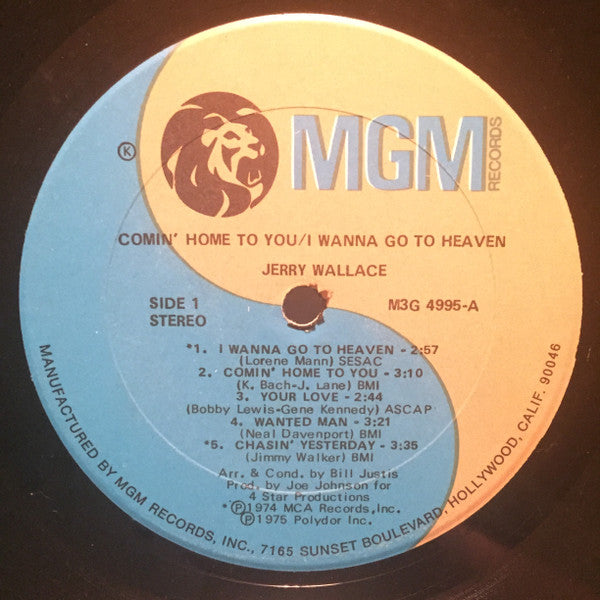 Ⓚ
MGM
RECORDS
COMIN' HOME TO YOU/I WANNA GO TO HEAVEN
JERRY WALLACE
SIDE 1
STEREO
M3G 4995-A
*1. I WANNA GO TO HEAVEN - 2:57
(Lorene Mann) SESAC
2. COMIN' HOME TO YOU - 3:10
(K. Bach-J. Lane) BMI
3. YOUR LOVE - 2:44
(Bobby Lewis-Gene Kennedy) ASCAP
4. WANTED MAN - 3:21
(Neal Davenport) BMI
*5. CHASIN' YESTERDAY - 3:35
(Jimmy Walker) BMI
Arr. & Cond. by Bill Justis
Prod. by Joe Johnson for
4 Star Productions
*Ⓟ1974 MCA Records, Inc.
Ⓟ1975 Polydor Inc.
MANUFACTURED BY MGM RECORDS, INC., 7165 SUNSET BOULEVARD, HOLLYWOOD, CALIF. 90046